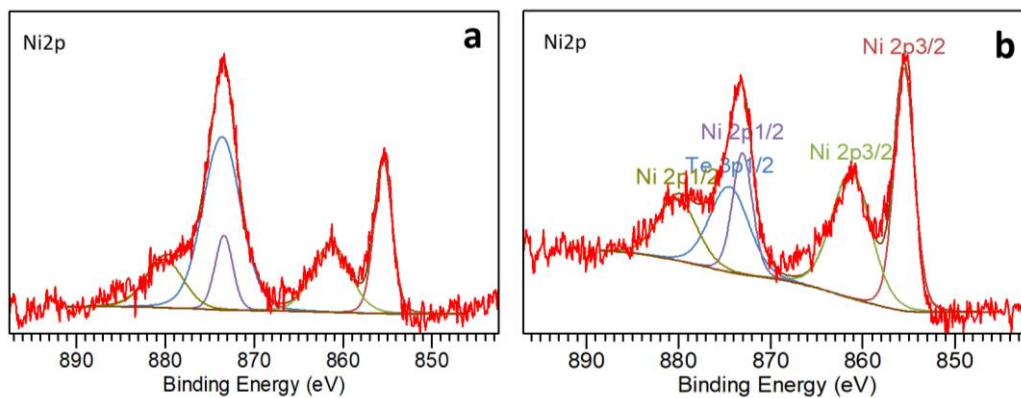 Ni2p
a
890 880 870 860 850
Binding Energy (eV)
Ni2p
b
Ni 2p3/2
Ni 2p1/2
Te 3p1/2
Ni 2p1/2
Ni 2p3/2
890 880 870 860 850
Binding Energy (eV)